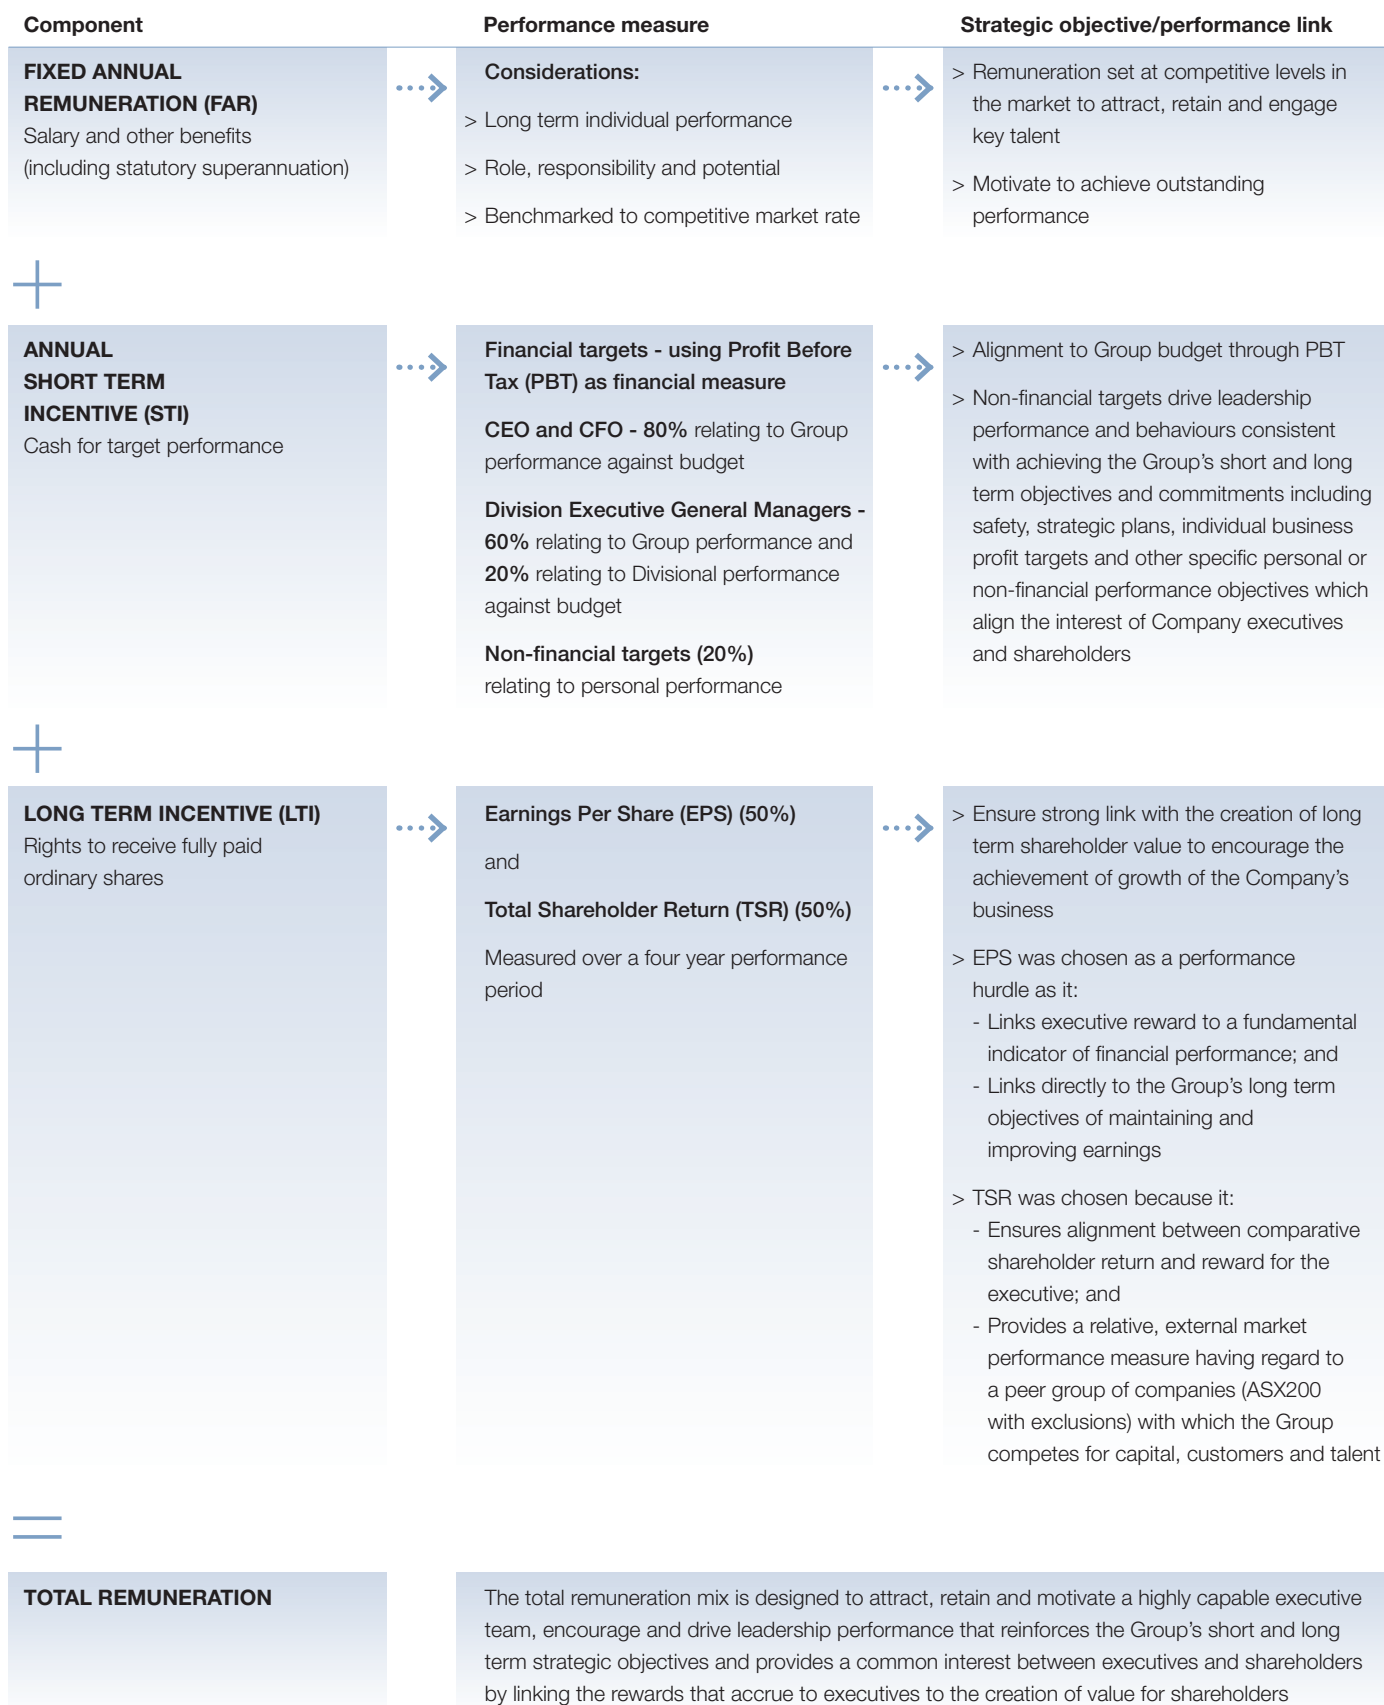 Component
Performance measure
Strategic objective/performance link
FIXED ANNUAL
REMUNERATION (FAR)
Salary and other benefits
(including statutory superannuation)
Considerations:
> Long term individual performance
> Role, responsibility and potential
> Benchmarked to competitive market rate
> Remuneration set at competitive levels in
the market to attract, retain and engage
key talent
> Motivate to achieve outstanding
performance
+
ANNUAL
SHORT TERM
INCENTIVE (STI)
Cash for target performance
Financial targets - using Profit Before
Tax (PBT) as financial measure
CEO and CFO - 80% relating to Group
performance against budget
Division Executive General Managers -
60% relating to Group performance and
20% relating to Divisional performance
against budget
Non-financial targets (20%)
relating to personal performance
> Alignment to Group budget through PBT
> Non-financial targets drive leadership
performance and behaviours consistent
with achieving the Group's short and long
term objectives and commitments including
safety, strategic plans, individual business
profit targets and other specific personal or
non-financial performance objectives which
align the interest of Company executives
and shareholders
+
LONG TERM INCENTIVE (LTI)
Rights to receive fully paid
ordinary shares
Earnings Per Share (EPS) (50%)
and
Total Shareholder Return (TSR) (50%)
Measured over a four year performance
period
> Ensure strong link with the creation of long
term shareholder value to encourage the
achievement of growth of the Company's
business
> EPS was chosen as a performance
hurdle as it:
- Links executive reward to a fundamental
indicator of financial performance; and
- Links directly to the Group's long term
objectives of maintaining and
improving earnings
> TSR was chosen because it:
- Ensures alignment between comparative
shareholder return and reward for the
executive; and
- Provides a relative, external market
performance measure having regard to
a peer group of companies (ASX200
with exclusions) with which the Group
competes for capital, customers and talent
=
TOTAL REMUNERATION
The total remuneration mix is designed to attract, retain and motivate a highly capable executive
team, encourage and drive leadership performance that reinforces the Group's short and long
term strategic objectives and provides a common interest between executives and shareholders
by linking the rewards that accrue to executives to the creation of value for shareholders